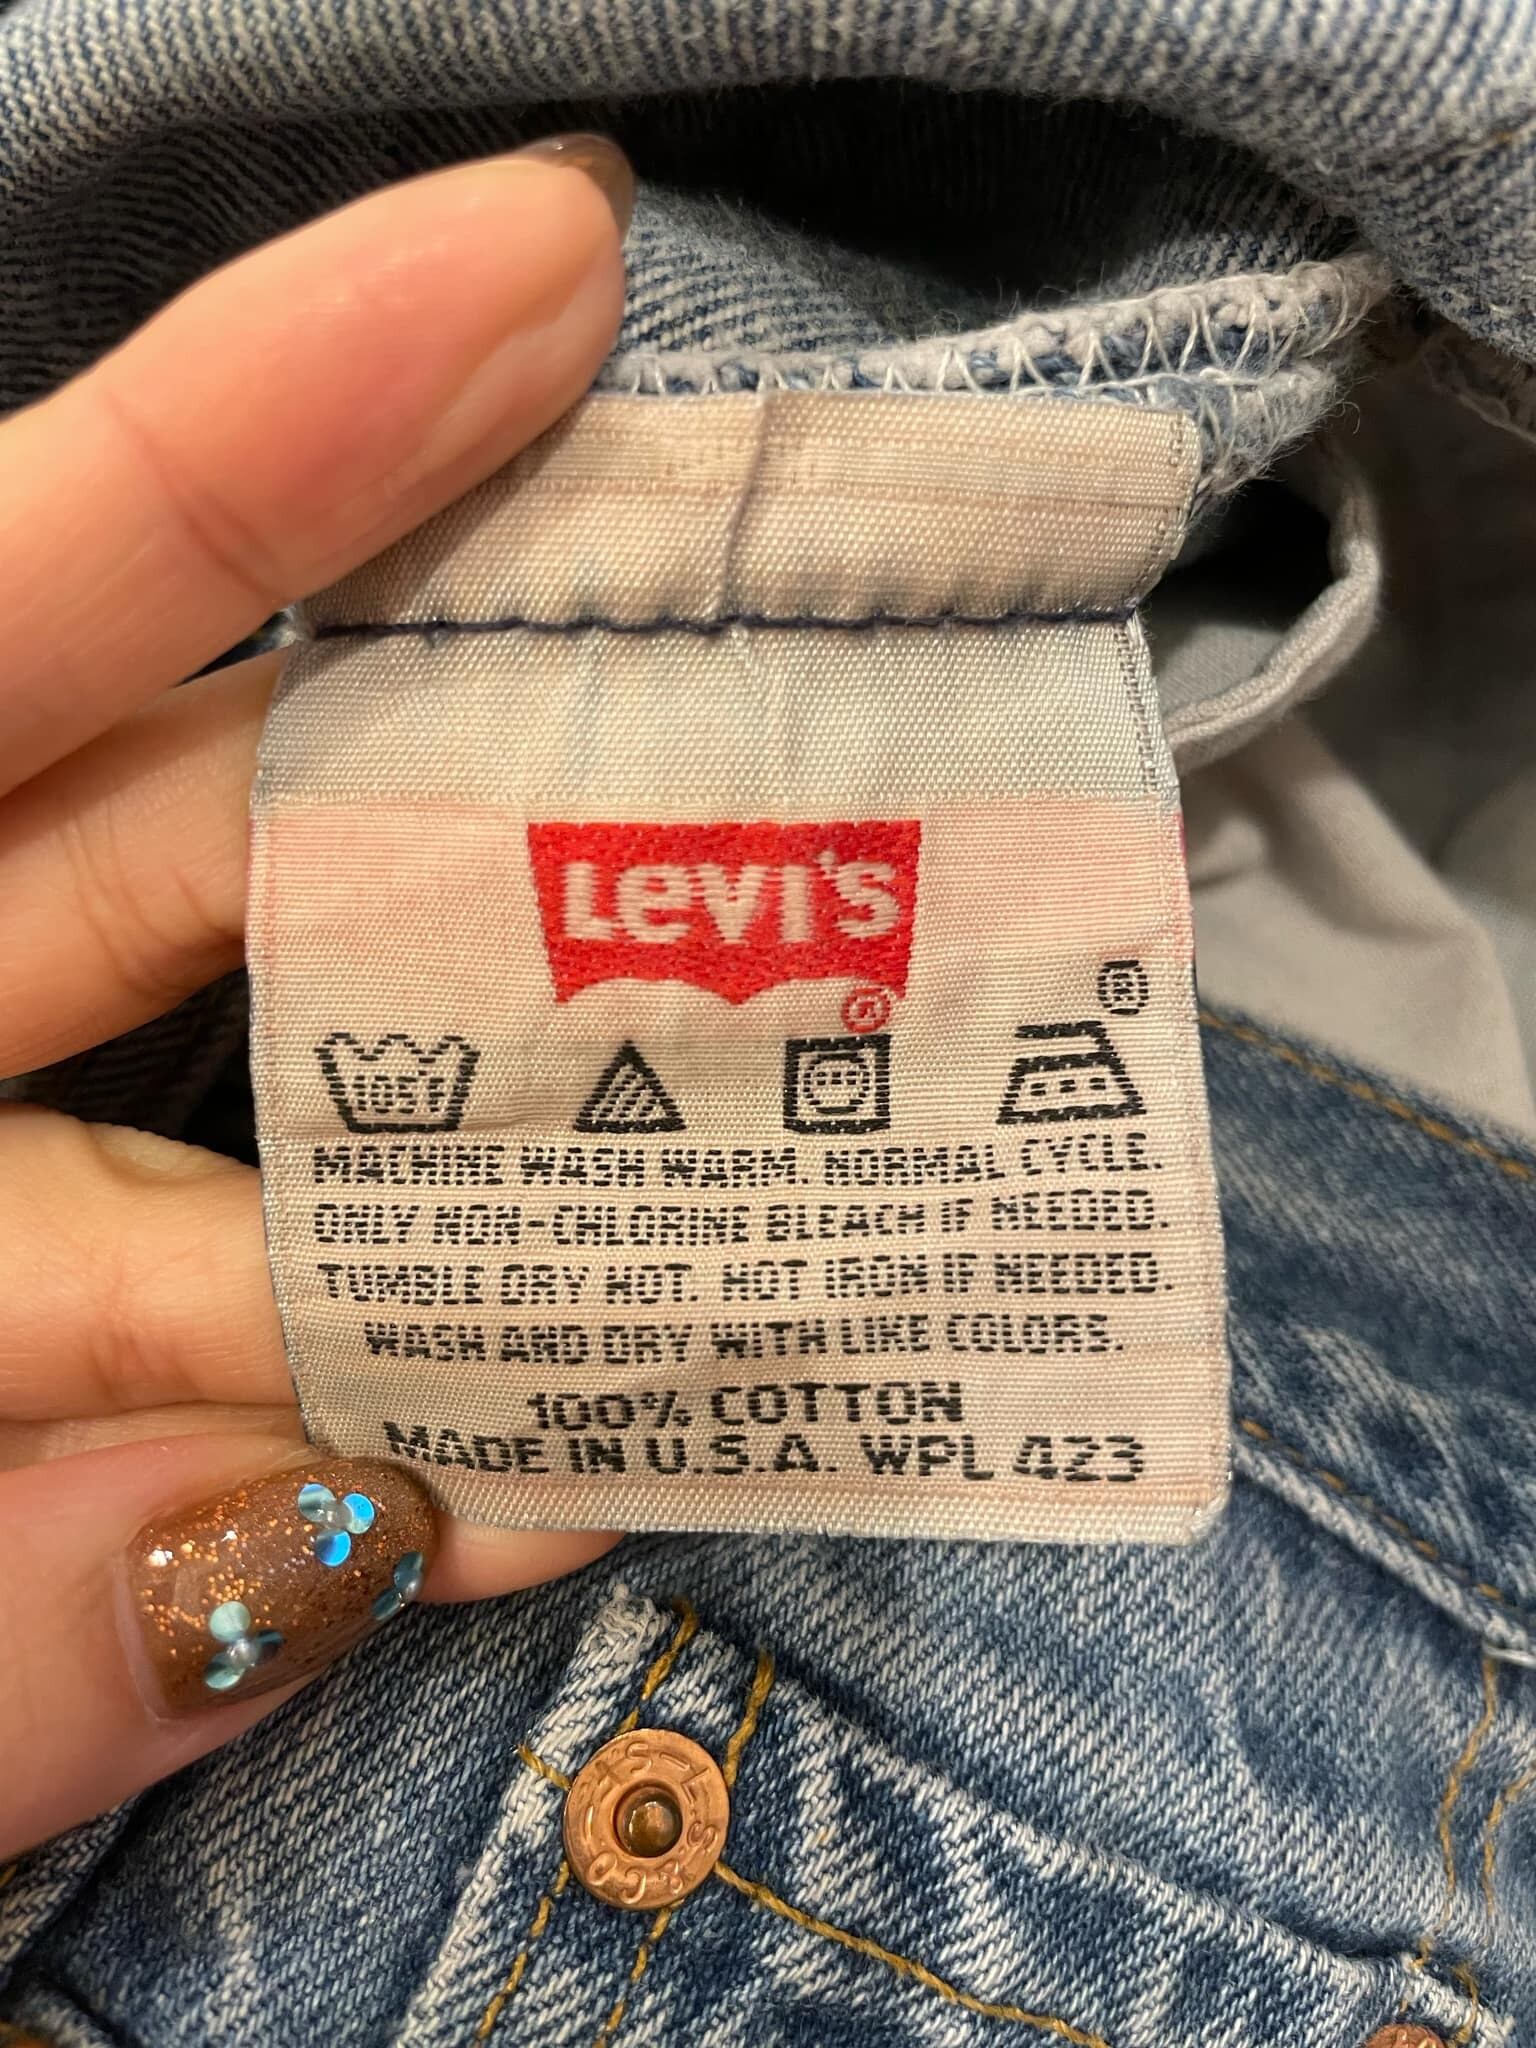 Levi's
®
®
105F
MACHINE WASH WARM. NORMAL CYCLE.
ONLY NON-CHLORINE BLEACH IF NEEDED.
TUMBLE DRY HOT. HOT IRON IF NEEDED.
WASH AND DRY WITH LIKE COLORS.
100% COTTON
MADE IN U.S.A. WPL 423
L.S. & CO